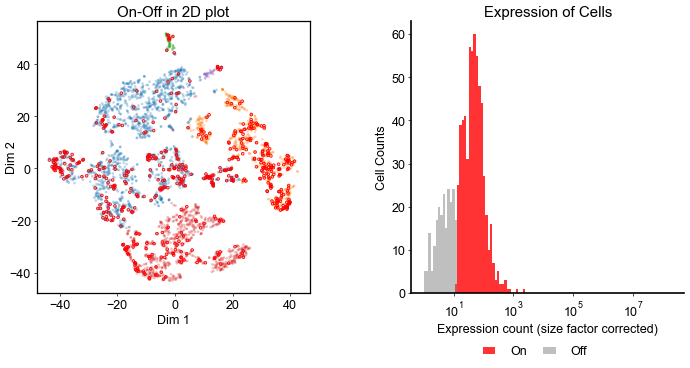 On-Off in 2D plot
40
20
0
−20
−40
Dim 2
−40
−20
0
20
40
Dim 1
Expression of Cells
60
50
40
30
20
10
0
Cell Counts
10^1
10^3
10^5
10^7
Expression count (size factor corrected)
On
Off